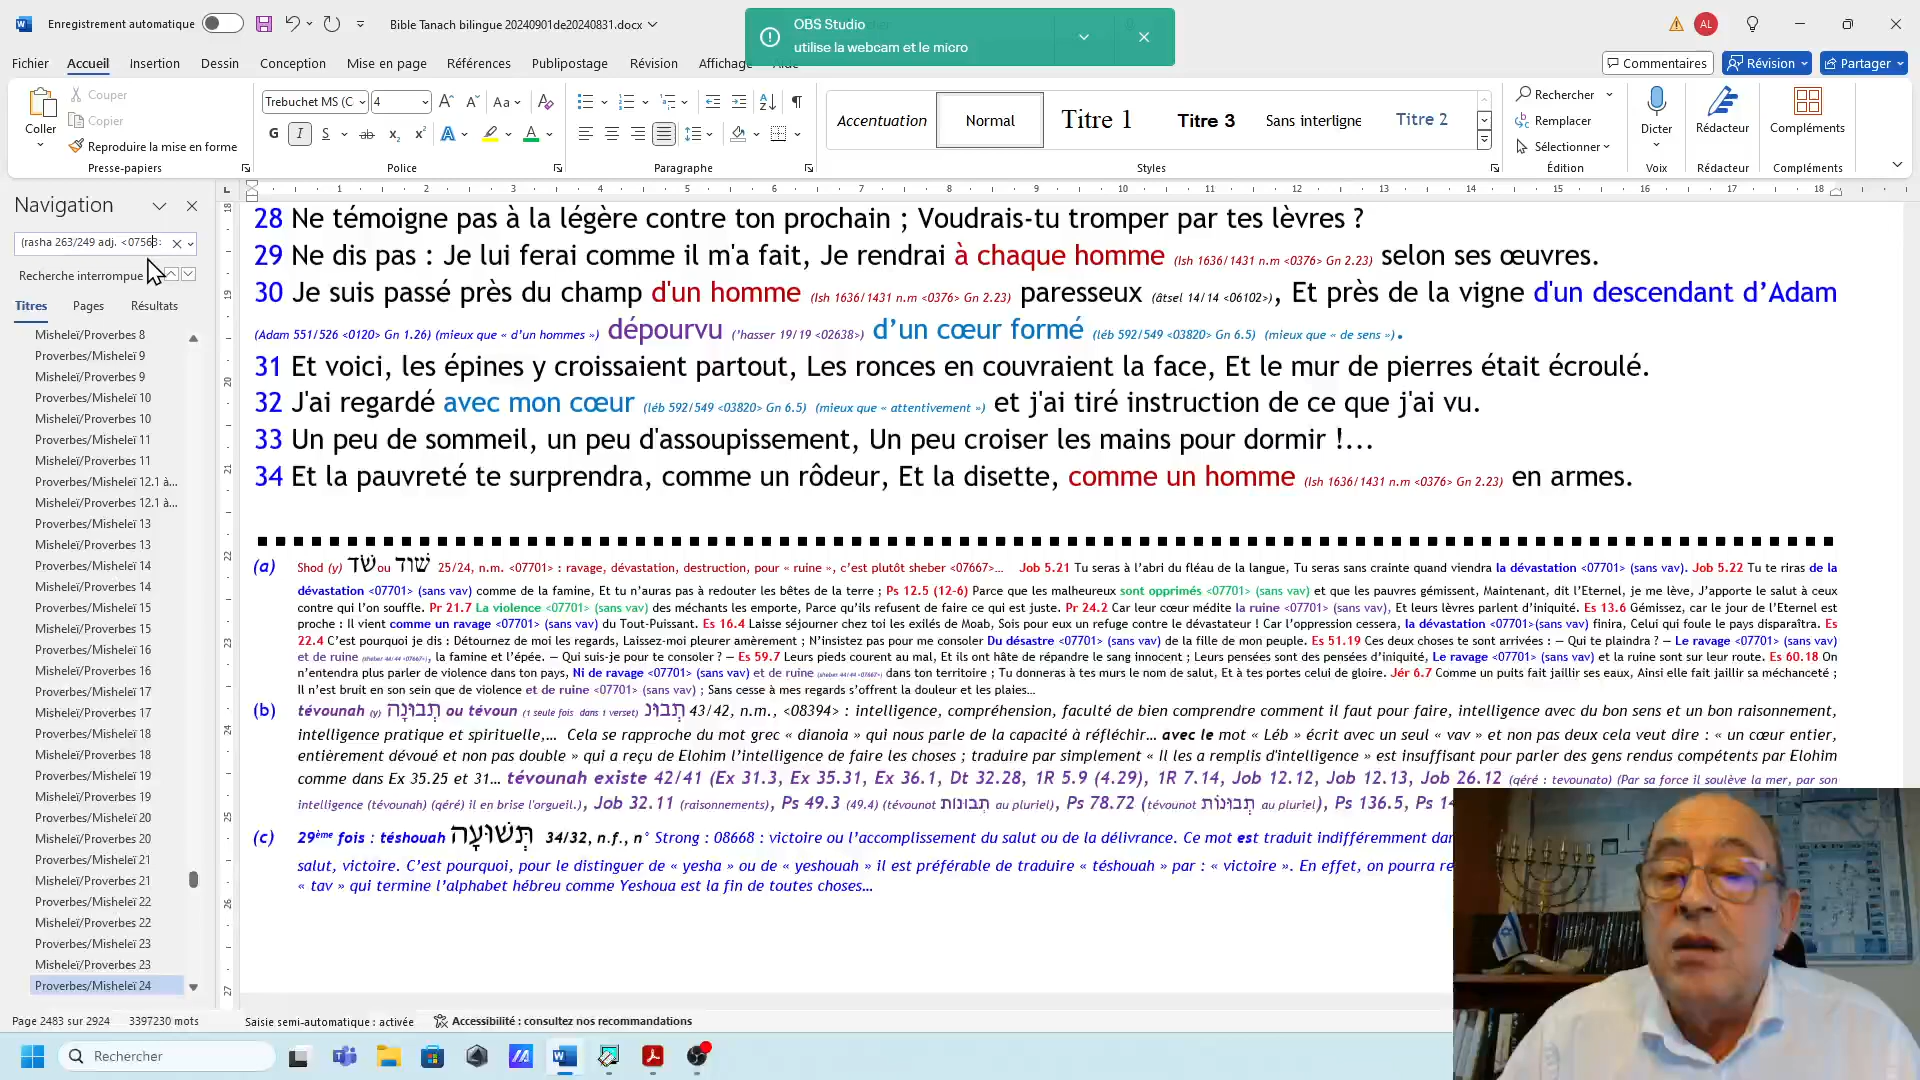 Enregistrement automatique
Bible Tanach bilingue 20240901de20240831.docx
OBS Studio
utilise la webcam et le micro
AL
Fichier Accueil Insertion Dessin Conception Mise en page Références Publipostage Révision Affichage Aide
Commentaires Révision Partager
Coller
Couper
Copier
Reproduire la mise en forme
Presse-papiers
Trebuchet MS (C 4
Police
Paragraphe
Accentuation Normal Titre 1 Titre 3 Sans interligne Titre 2
Styles
Rechercher
Remplacer
Sélectionner
Édition
Dicter
Voix
Rédacteur
Rédacteur
Compléments
Compléments
Navigation
(rasha 263/249 adj. <07563>
Recherche interrompue
Titres Pages Résultats
Misheleï/Proverbes 8
Proverbes/Misheleï 9
Misheleï/Proverbes 9
Proverbes/Misheleï 10
Misheleï/Proverbes 10
Proverbes/Misheleï 11
Misheleï/Proverbes 11
Proverbes/Misheleï 12.1 à...
Misheleï/Proverbes 12.1 à...
Proverbes/Misheleï 13
Misheleï/Proverbes 13
Proverbes/Misheleï 14
Misheleï/Proverbes 14
Proverbes/Misheleï 15
Misheleï/Proverbes 15
Proverbes/Misheleï 16
Misheleï/Proverbes 16
Proverbes/Misheleï 17
Misheleï/Proverbes 17
Proverbes/Misheleï 18
Misheleï/Proverbes 18
Proverbes/Misheleï 19
Misheleï/Proverbes 19
Proverbes/Misheleï 20
Misheleï/Proverbes 20
Proverbes/Misheleï 21
Misheleï/Proverbes 21
Proverbes/Misheleï 22
Misheleï/Proverbes 22
Proverbes/Misheleï 23
Misheleï/Proverbes 23
Proverbes/Misheleï 24
28 Ne témoigne pas à la légère contre ton prochain ; Voudrais-tu tromper par tes lèvres ?
29 Ne dis pas : Je lui ferai comme il m'a fait, Je rendrai à chaque homme (Ish 1636/1431 n.m <0376> Gn 2.23) selon ses œuvres.
30 Je suis passé près du champ d'un homme (Ish 1636/1431 n.m <0376> Gn 2.23) paresseux (âtsel 14/14 <06102>), Et près de la vigne d'un descendant d’Adam
(Adam 551/526 <0120> Gn 1.26) (mieux que « d’un hommes ») dépourvu (’hasser 19/19 <02638>) d’un cœur formé (léb 592/549 <03820> Gn 6.5) (mieux que « de sens »).
31 Et voici, les épines y croissaient partout, Les ronces en couvraient la face, Et le mur de pierres était écroulé.
32 J'ai regardé avec mon cœur (léb 592/549 <03820> Gn 6.5) (mieux que « attentivement ») et j'ai tiré instruction de ce que j'ai vu.
33 Un peu de sommeil, un peu d'assoupissement, Un peu croiser les mains pour dormir !...
34 Et la pauvreté te surprendra, comme un rôdeur, Et la disette, comme un homme (Ish 1636/1431 n.m <0376> Gn 2.23) en armes.
(a) Shod (y) שֹׁד ou שׁוֹד 25/24, n.m. <07701> : ravage, dévastation, destruction, pour « ruine », c’est plutôt sheber <07667>... Job 5.21 Tu seras à l’abri du fléau de la langue, Tu seras sans crainte quand viendra la dévastation <07701> (sans vav). Job 5.22 Tu te riras de la
dévastation <07701> (sans vav) comme de la famine, Et tu n’auras pas à redouter les bêtes de la terre ; Ps 12.5 (12-6) Parce que les malheureux sont opprimés <07701> (sans vav) et que les pauvres gémissent, Maintenant, dit l’Eternel, je me lève, J’apporte le salut à ceux
contre qui l’on souffle. Pr 21.7 La violence <07701> (sans vav) des méchants les emporte, Parce qu’ils refusent de faire ce qui est juste. Pr 24.2 Car leur cœur médite la ruine <07701> (sans vav), Et leurs lèvres parlent d’iniquité. Es 13.6 Gémissez, car le jour de l’Eternel est
proche : Il vient comme un ravage <07701> (sans vav) du Tout-Puissant. Es 16.4 Laisse séjourner chez toi les exilés de Moab, Sois pour eux un refuge contre le dévastateur ! Car l’oppression cessera, la dévastation <07701>(sans vav) finira, Celui qui foule le pays disparaîtra. Es
22.4 C’est pourquoi je dis : Détournez de moi les regards, Laissez-moi pleurer amèrement ; N’insistez pas pour me consoler Du désastre <07701> (sans vav) de la fille de mon peuple. Es 51.19 Ces deux choses te sont arrivées : — Qui te plaindra ? — Le ravage <07701> (sans vav)
et de ruine (sheber 44/44 <07667>), la famine et l’épée. — Qui suis-je pour te consoler ? — Es 59.7 Leurs pieds courent au mal, Et ils ont hâte de répandre le sang innocent ; Leurs pensées sont des pensées d’iniquité, Le ravage <07701> (sans vav) et la ruine sont sur leur route. Es 60.18 On
n’entendra plus parler de violence dans ton pays, Ni de ravage <07701> (sans vav) et de ruine (sheber 44/44 <07667>) dans ton territoire ; Tu donneras à tes murs le nom de salut, Et à tes portes celui de gloire. Jér 6.7 Comme un puits fait jaillir ses eaux, Ainsi elle fait jaillir sa méchanceté ;
Il n’est bruit en son sein que de violence et de ruine <07701> (sans vav) ; Sans cesse à mes regards s’offrent la douleur et les plaies...
(b) tévounah (y) תְּבוּנָה ou tévoun (1 seule fois dans 1 verset) תְּבוּנ 43/42, n.m., <08394> : intelligence, compréhension, faculté de bien comprendre comment il faut pour faire, intelligence avec du bon sens et un bon raisonnement,
intelligence pratique et spirituelle,... Cela se rapproche du mot grec « dianoia » qui nous parle de la capacité à réfléchir... avec le mot « Léb » écrit avec un seul « vav » et non pas deux cela veut dire : « un cœur entier,
entièrement dévoué et non pas double » qui a reçu de Elohim l’intelligence de faire les choses ; traduire par simplement « Il les a remplis d'intelligence » est insuffisant pour parler des gens rendus compétents par Elohim
comme dans Ex 35.25 et 31... tévounah existe 42/41 (Ex 31.3, Ex 35.31, Ex 36.1, Dt 32.28, 1R 5.9 (4.29), 1R 7.14, Job 12.12, Job 12.13, Job 26.12 (qéré : tevounato) (Par sa force il soulève la mer, par son
intelligence (tévounah) (qéré) il en brise l'orgueil.), Job 32.11 (raisonnements), Ps 49.3 (49.4) (tévounot תְבוּנוֹת au pluriel), Ps 78.72 (tévounot תְבוּנוֹת au pluriel), Ps 136.5, Ps 14
(c) 29ème fois : téshouah תְּשׁוּעָה 34/32, n.f., n° Strong : 08668 : victoire ou l’accomplissement du salut ou de la délivrance. Ce mot est traduit indifféremment dan
salut, victoire. C’est pourquoi, pour le distinguer de « yesha » ou de « yeshouah » il est préférable de traduire « téshouah » par : « victoire ». En effet, on pourra re
« tav » qui termine l’alphabet hébreu comme Yeshoua est la fin de toutes choses...
Page 2483 sur 2924 3397230 mots Saisie semi-automatique : activée Accessibilité : consultez nos recommandations
Rechercher